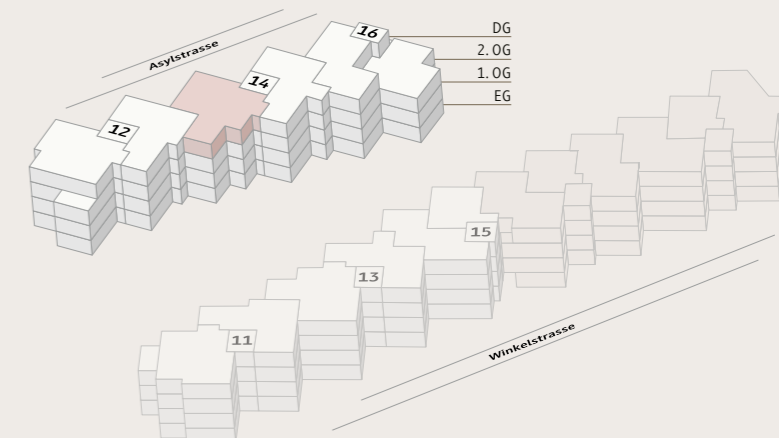 16
DG
2. OG
1. OG
EG
Asylstrasse
14
12
15
13
11
Winkelstrasse